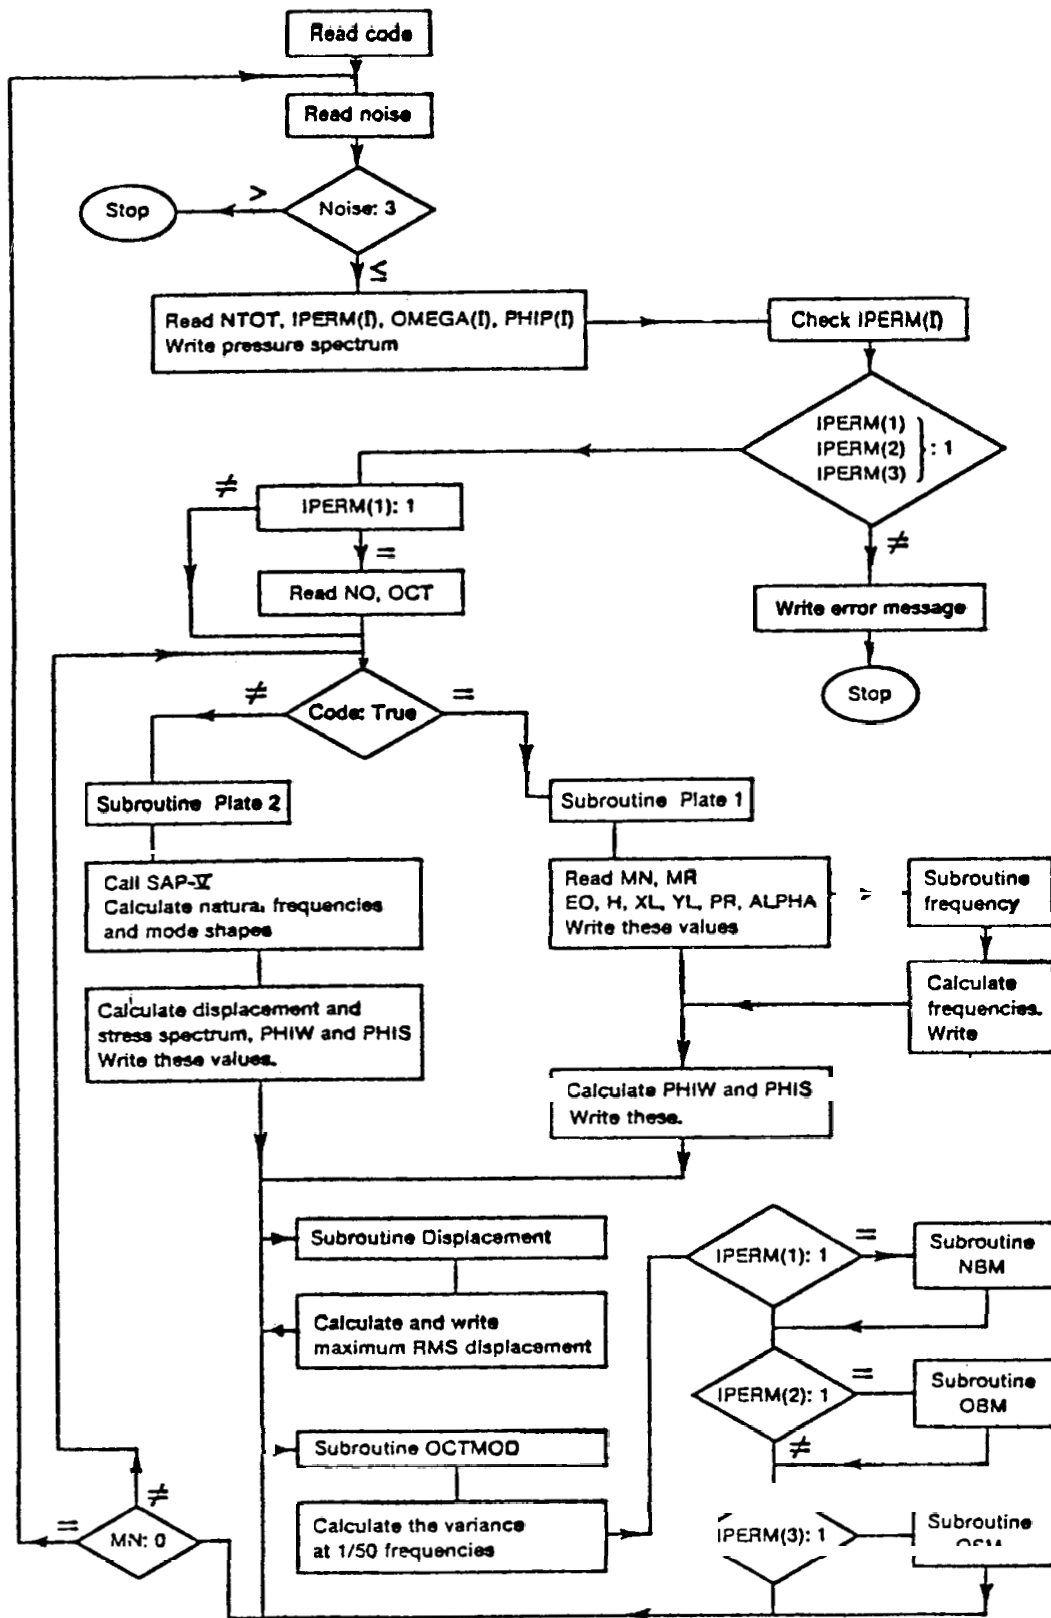 Read code
Read noise
Noise: 3
>
Stop
≤
Read NTOT, IPERM(I), OMEGA(I), PHIP(I)
Write pressure spectrum
Check IPERM(I)
IPERM(1)
IPERM(2)
IPERM(3)
: 1
≠
Write error message
Stop
IPERM(1): 1
≠
=
Read NO, OCT
Code: True
≠
=
Subroutine Plate 2
Subroutine Plate 1
Call SAP-V
Calculate natural frequencies
and mode shapes
Read MN, MR
EO, H, XL, YL, PR, ALPHA
Write these values
Subroutine
frequency
Calculate
frequencies.
Write
Calculate displacement and
stress spectrum, PHIW and PHIS
Write these values.
Calculate PHIW and PHIS
Write these.
Subroutine Displacement
Calculate and write
maximum RMS displacement
IPERM(1): 1
=
Subroutine
NBM
IPERM(2): 1
=
≠
Subroutine
OBM
Subroutine OCTMOD
Calculate the variance
at 1/50 frequencies
IPERM(3): 1
Subroutine
MN: 0
=
≠